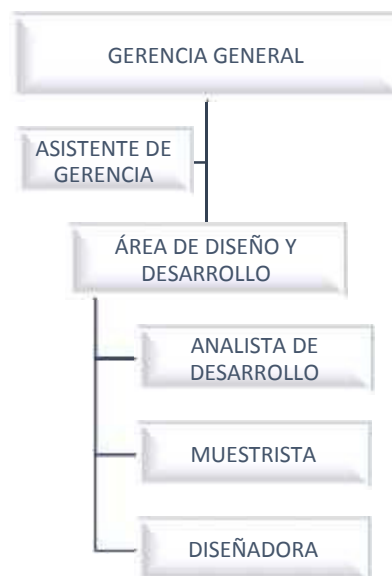 GERENCIA GENERAL
ASISTENTE DE
GERENCIA
ÁREA DE DISEÑO Y
DESARROLLO
ANALISTA DE
DESARROLLO
MUESTRISTA
DISEÑADORA